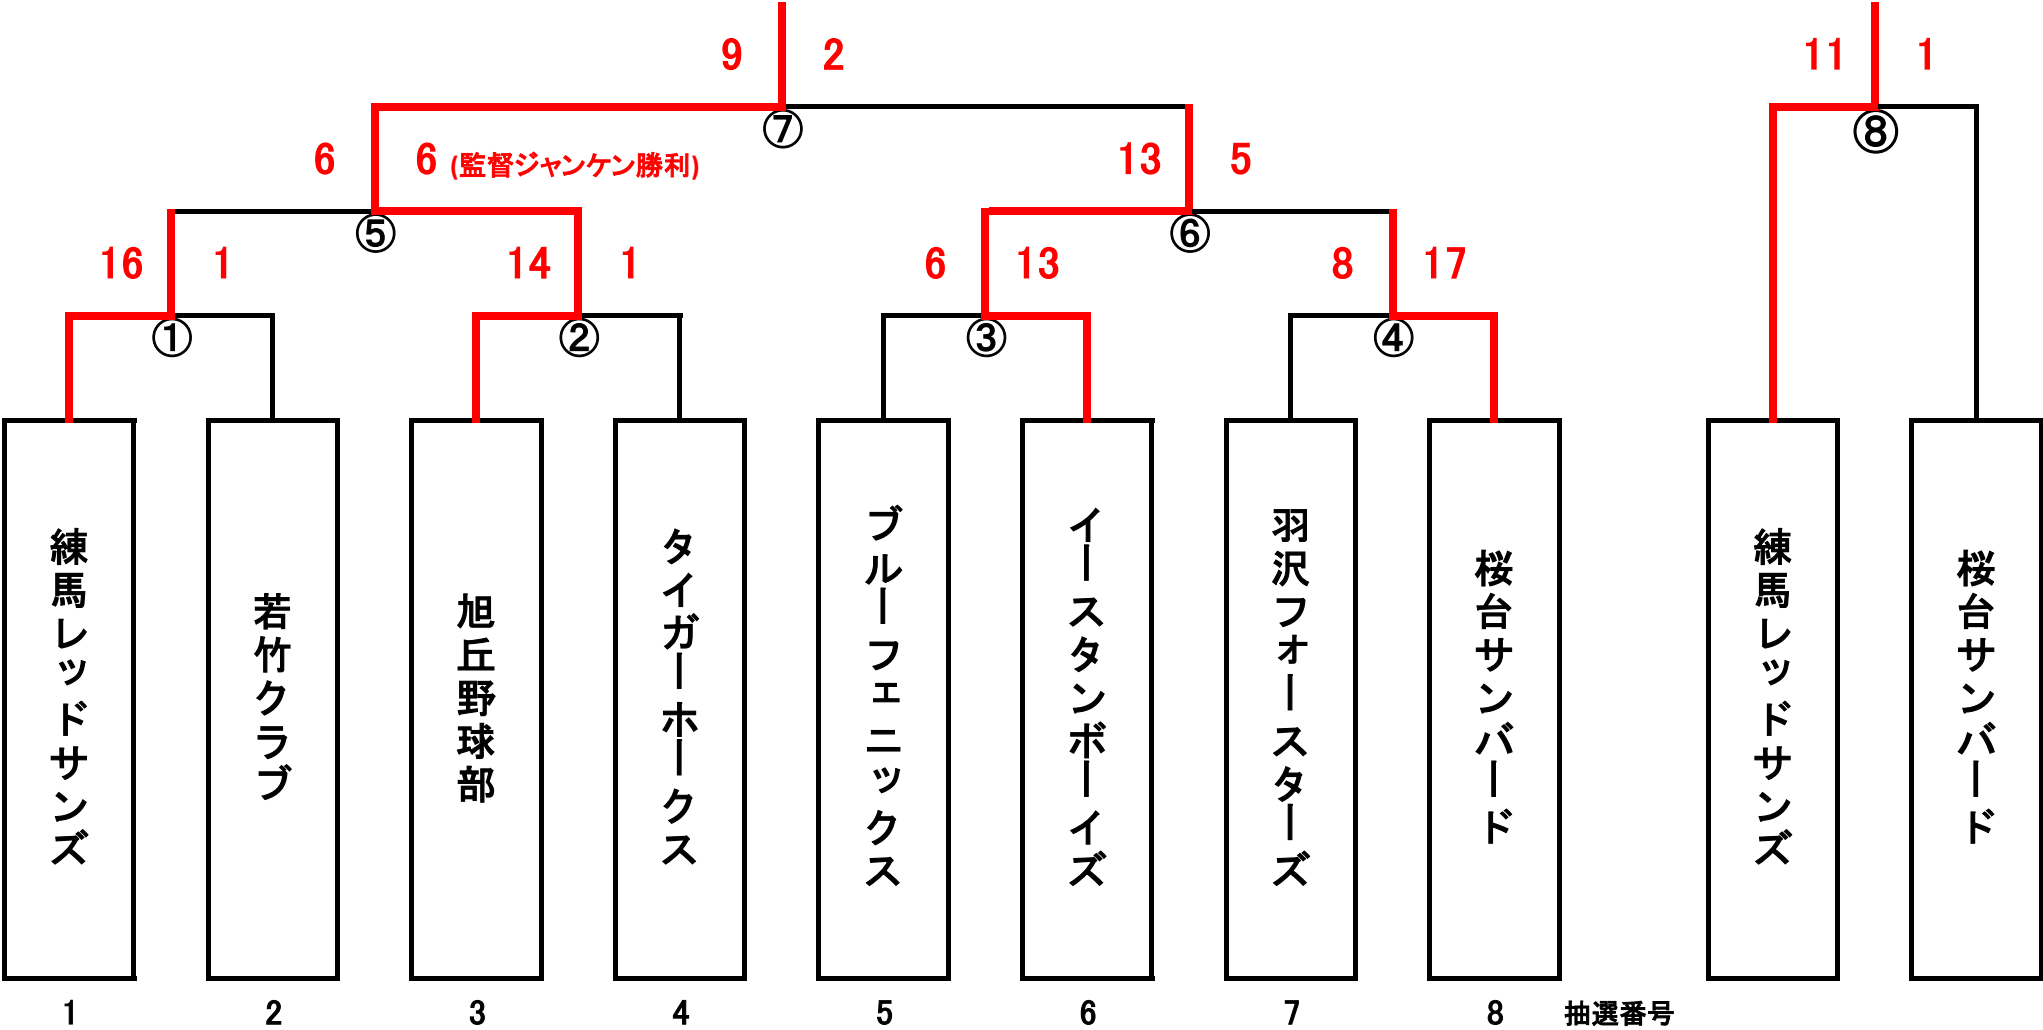 9 2 11 1
⑦ ⑧
6 6 (監督ジャンケン勝利) 13 5
⑤ ⑥
16 1 14 1 6 13 8 17
① ② ③ ④
練馬レッドサンズ
若竹クラブ
旭丘野球部
タイガーホークス
ブルーフェニックス
イースタンボーイズ
羽沢フォースターズ
桜台サンバード
練馬レッドサンズ
桜台サンバード
1 2 3 4 5 6 7 8 抽選番号